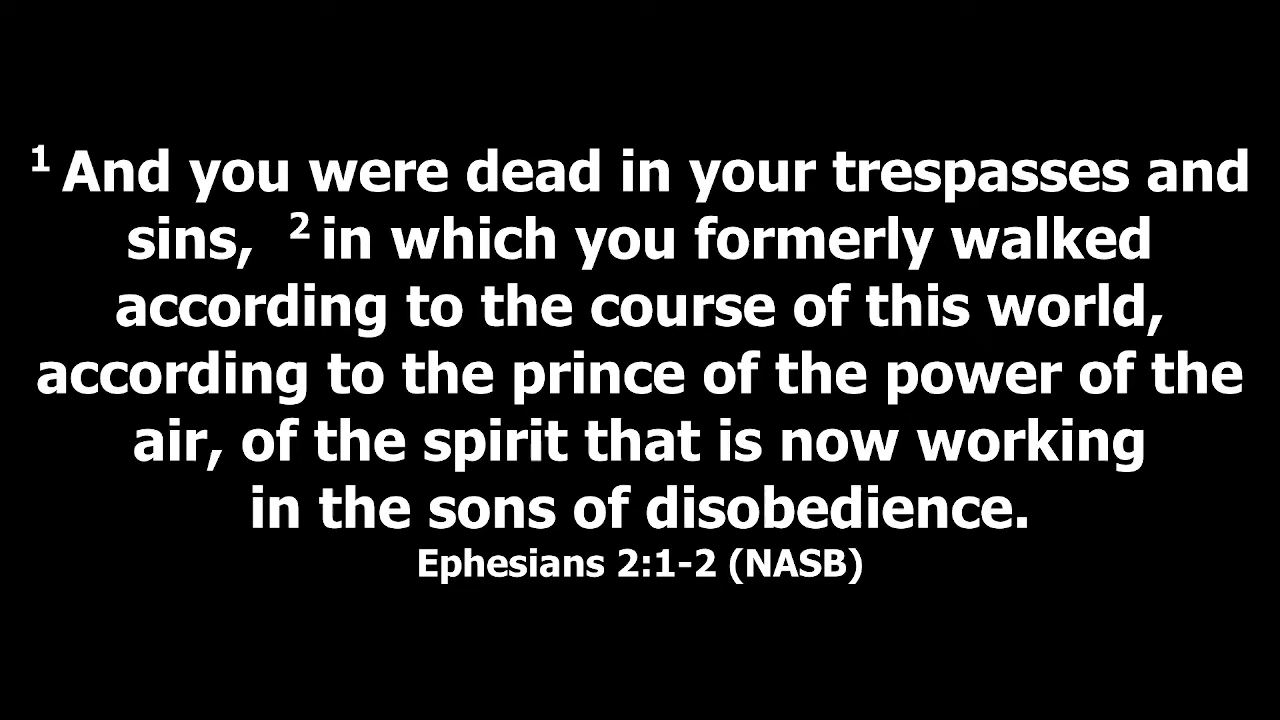 1 And you were dead in your trespasses and
sins, 2 in which you formerly walked
according to the course of this world,
according to the prince of the power of the
air, of the spirit that is now working
in the sons of disobedience.
Ephesians 2:1-2 (NASB)